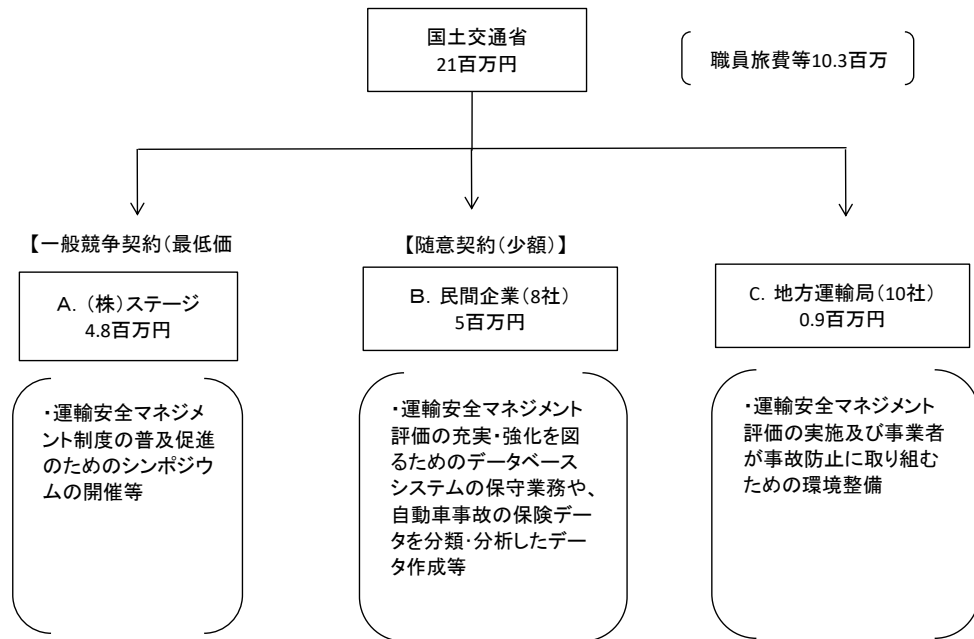 国土交通省
21百万円
職員旅費等10.3百万
【一般競争契約(最低価
A. (株)ステージ
4.8百万円
・運輸安全マネジメ
ント制度の普及促進
のためのシンポジウ
ムの開催等
【随意契約(少額)】
B. 民間企業(8社)
5百万円
・運輸安全マネジメント
評価の充実・強化を図
るためのデータベース
システムの保守業務や、
自動車事故の保険デー
タを分類・分析したデー
タ作成等
C. 地方運輸局(10社)
0.9百万円
・運輸安全マネジメント
評価の実施及び事業者
が事故防止に取り組む
ための環境整備